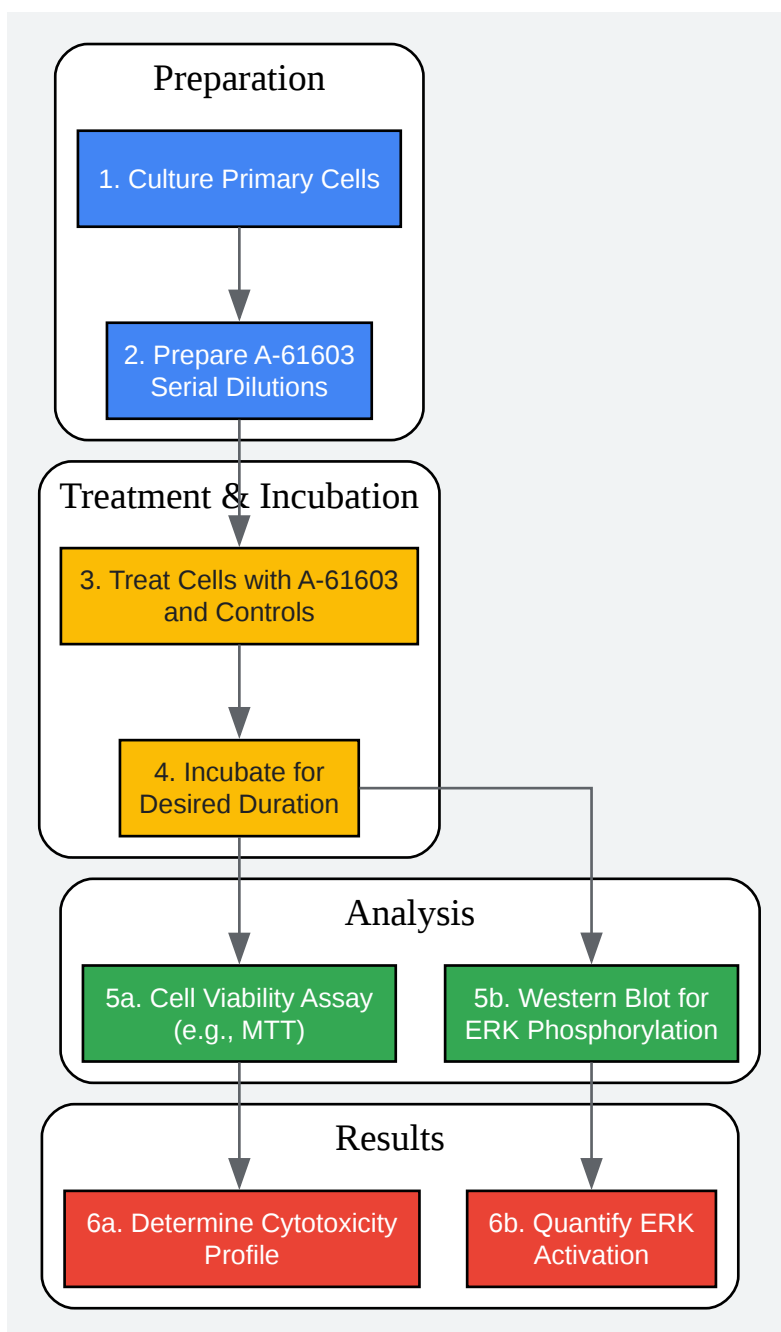 Preparation
1. Culture Primary Cells
2. Prepare A-61603
Serial Dilutions
Treatment & Incubation
3. Treat Cells with A-61603
and Controls
4. Incubate for
Desired Duration
Analysis
5a. Cell Viability Assay
(e.g., MTT)
5b. Western Blot for
ERK Phosphorylation
Results
6a. Determine Cytotoxicity
Profile
6b. Quantify ERK
Activation